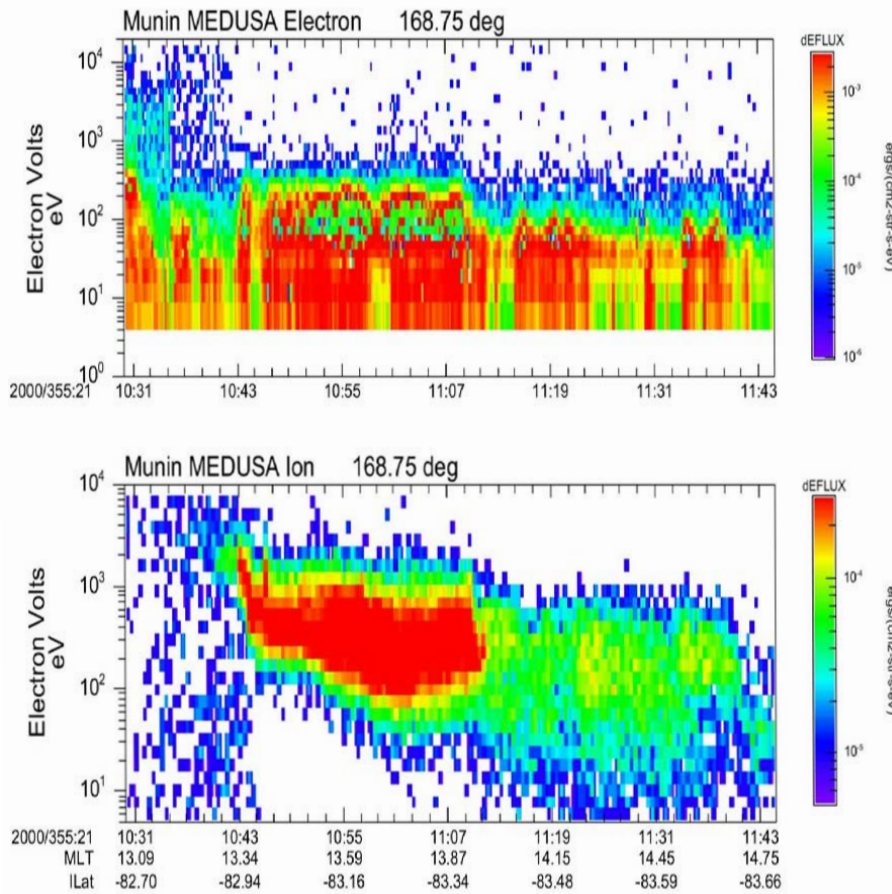 Munin MEDUSA Electron 168.75 deg
dEFLUX
10⁴
10³
10²
10¹
10⁰
Electron Volts
eV
10⁻³
10⁻⁴
10⁻⁵
10⁻⁶
ergs/(cm2-sr-s-eV)
2000/355:21 10:31 10:43 10:55 11:07 11:19 11:31 11:43
Munin MEDUSA Ion 168.75 deg
dEFLUX
10⁴
10³
10²
10¹
Electron Volts
eV
10⁻⁴
10⁻⁵
ergs/(cm2-sr-s-eV)
2000/355:21 10:31 10:43 10:55 11:07 11:19 11:31 11:43
MLT 13.09 13.34 13.59 13.87 14.15 14.45 14.75
ILat -82.70 -82.94 -83.16 -83.34 -83.48 -83.59 -83.66